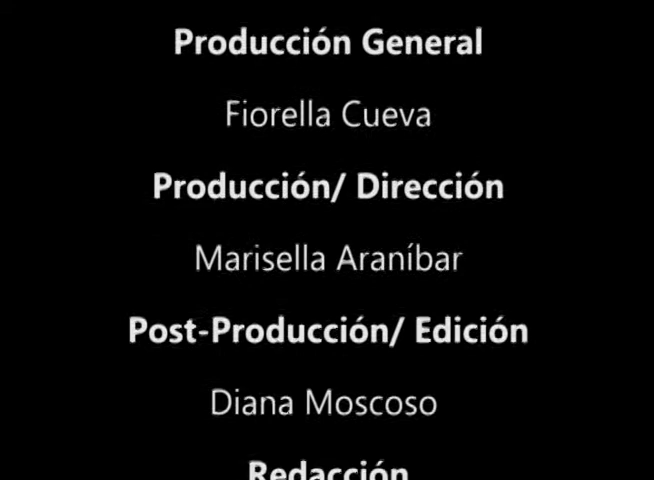 Producción General
Fiorella Cueva
Producción/ Dirección
Marisella Araníbar
Post-Producción/ Edición
Diana Moscoso
Redacción